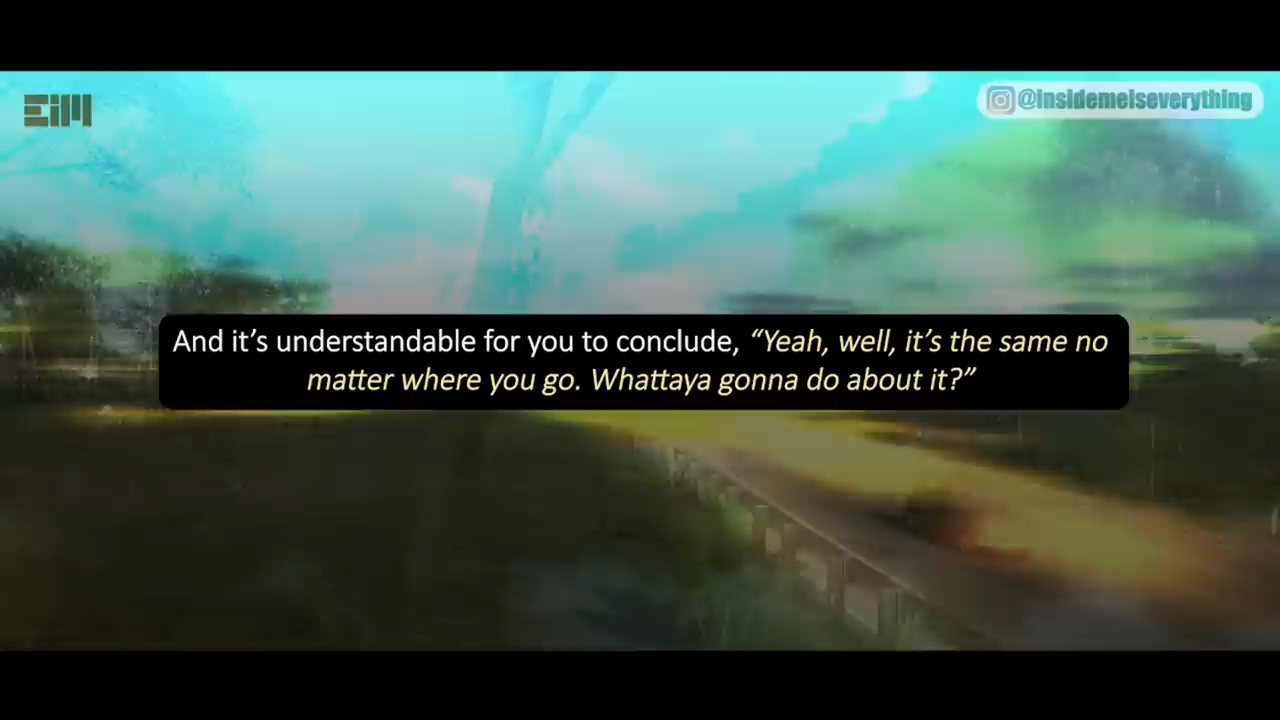 EiM
@insidemeiseverything
And it’s understandable for you to conclude, “Yeah, well, it’s the same no
matter where you go. Whattaya gonna do about it?”